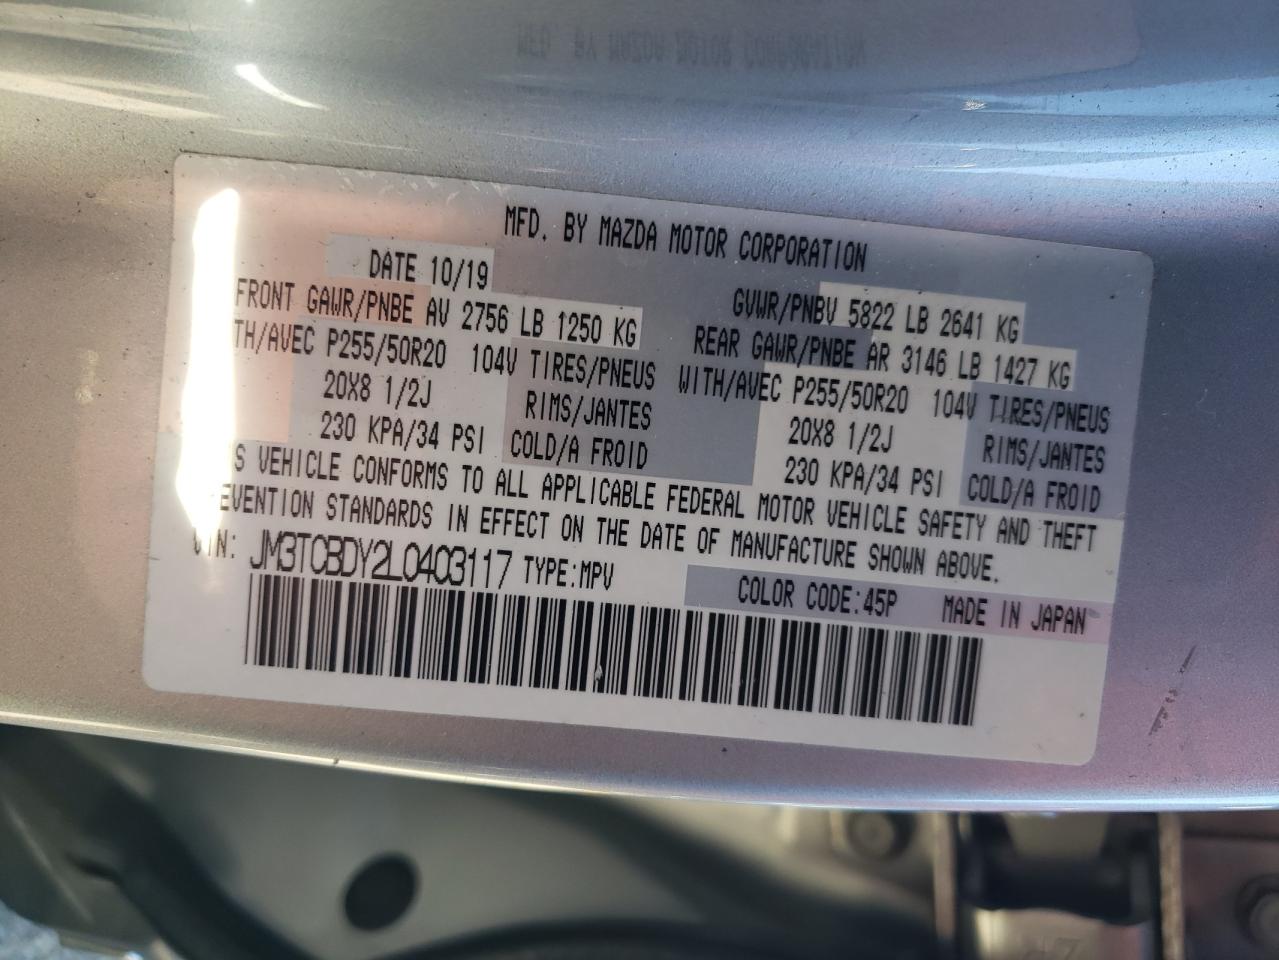 MFD. BY MAZDA MOTOR CORPORATION
DATE 10/19 GVWR/PNBV 5822 LB 2641 KG
FRONT GAWR/PNBE AV 2756 LB 1250 KG REAR GAWR/PNBE AR 3146 LB 1427 KG
TH/AVEC P255/50R20 104V TIRES/PNEUS WITH/AVEC P255/50R20 104V TIRES/PNEUS
20X8 1/2J RIMS/JANTES 20X8 1/2J RIMS/JANTES
230 KPA/34 PSI COLD/A FROID 230 KPA/34 PSI COLD/A FROID
S VEHICLE CONFORMS TO ALL APPLICABLE FEDERAL MOTOR VEHICLE SAFETY AND THEFT
EVENTION STANDARDS IN EFFECT ON THE DATE OF MANUFACTURE SHOWN ABOVE.
VIN: JM3TCBDY2L0403117 TYPE:MPV COLOR CODE:45P MADE IN JAPAN